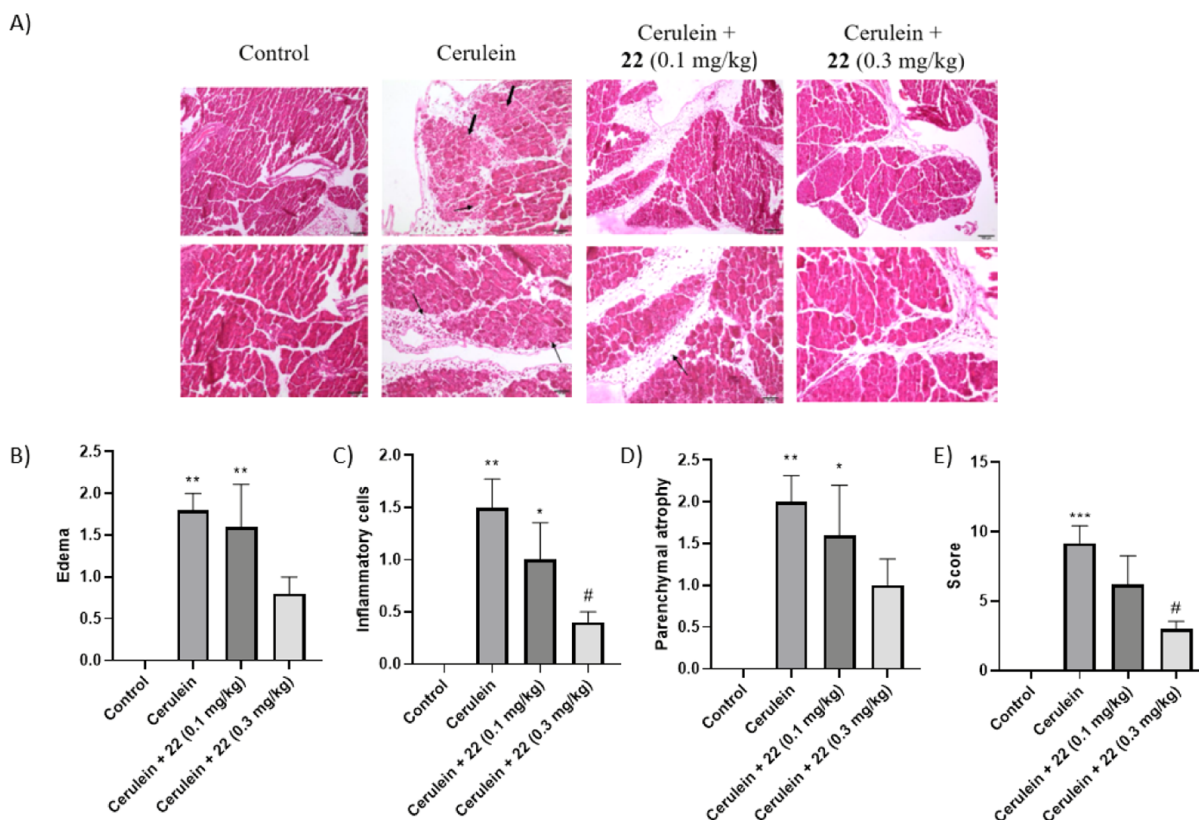 A)
Control
Cerulein
Cerulein +
22 (0.1 mg/kg)
Cerulein +
22 (0.3 mg/kg)
B)
Edema
2.5
2.0
1.5
1.0
0.5
0.0
**
**
Control
Cerulein
Cerulein + 22 (0.1 mg/kg)
Cerulein + 22 (0.3 mg/kg)
C)
Inflammatory cells
2.0
1.5
1.0
0.5
0.0
**
*
#
Control
Cerulein
Cerulein + 22 (0.1 mg/kg)
Cerulein + 22 (0.3 mg/kg)
D)
Parenchymal atrophy
2.5
2.0
1.5
1.0
0.5
0.0
**
*
Control
Cerulein
Cerulein + 22 (0.1 mg/kg)
Cerulein + 22 (0.3 mg/kg)
E)
Score
15
10
5
0
***
#
Control
Cerulein
Cerulein + 22 (0.1 mg/kg)
Cerulein + 22 (0.3 mg/kg)